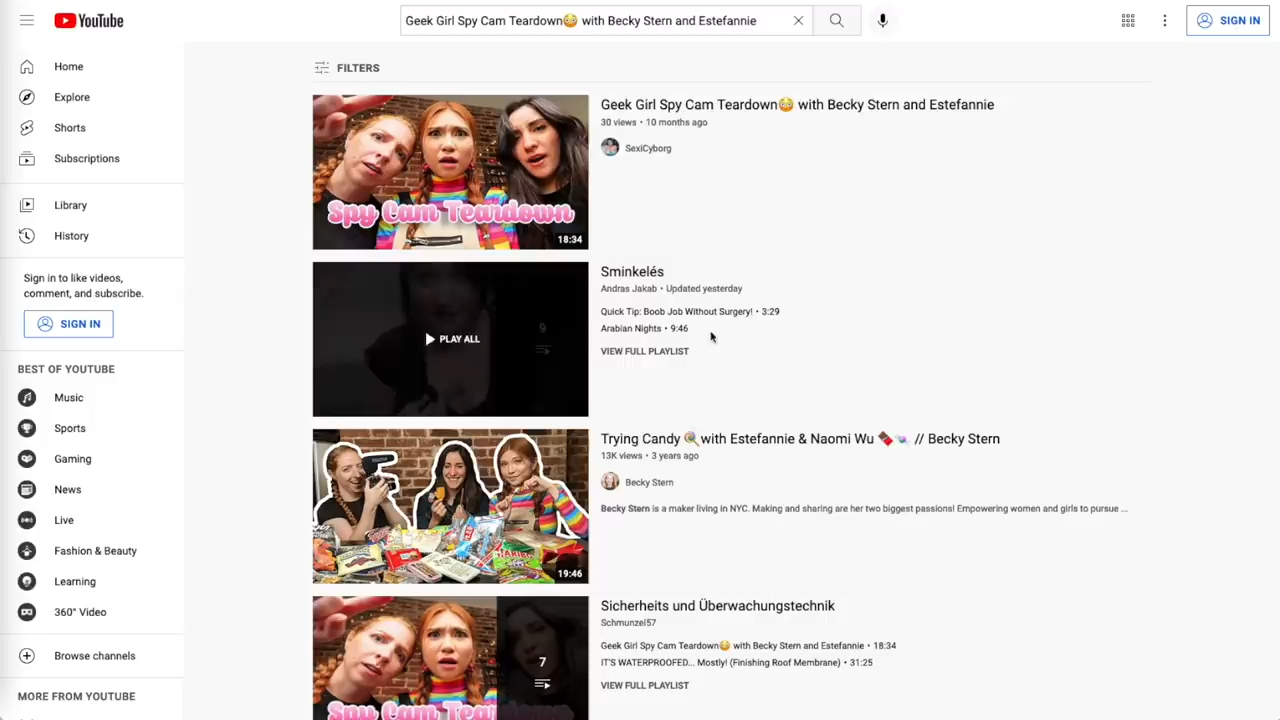 YouTube
Geek Girl Spy Cam Teardown😳 with Becky Stern and Estefannie
SIGN IN
Home
Explore
Shorts
Subscriptions
Library
History
Sign in to like videos,
comment, and subscribe.
SIGN IN
BEST OF YOUTUBE
Music
Sports
Gaming
News
Live
Fashion & Beauty
Learning
360° Video
Browse channels
MORE FROM YOUTUBE
FILTERS
Spy Cam Teardown
18:34
Geek Girl Spy Cam Teardown😳 with Becky Stern and Estefannie
30 views • 10 months ago
SexiCyborg
9
PLAY ALL
Sminkelés
Andras Jakab • Updated yesterday
Quick Tip: Boob Job Without Surgery! • 3:29
Arabian Nights • 9:46
VIEW FULL PLAYLIST
HARIBO
19:46
Trying Candy 🍭with Estefannie & Naomi Wu 🍫🍬 // Becky Stern
13K views • 3 years ago
Becky Stern
Becky Stern is a maker living in NYC. Making and sharing are her two biggest passions! Empowering women and girls to pursue ...
7
Spy Cam Tea
Sicherheits und Überwachungstechnik
Schmunzel57
Geek Girl Spy Cam Teardown😳 with Becky Stern and Estefannie • 18:34
IT'S WATERPROOFED... Mostly! (Finishing Roof Membrane) • 31:25
VIEW FULL PLAYLIST